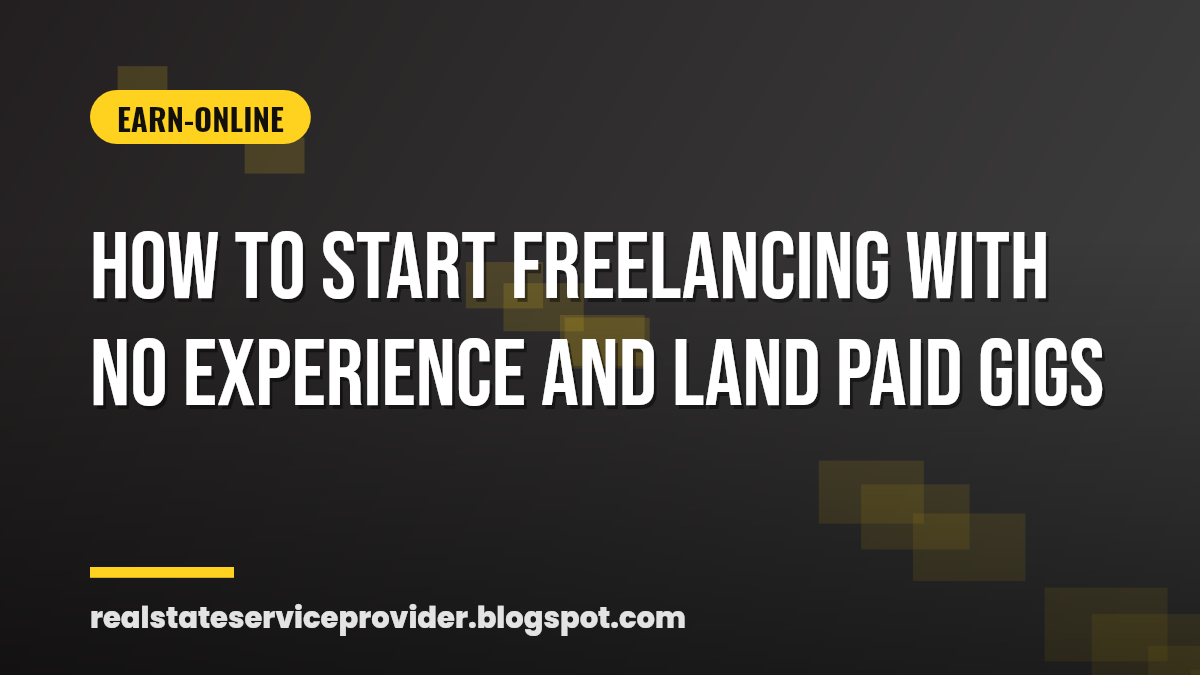 EARN-ONLINE
HOW TO START FREELANCING WITH
NO EXPERIENCE AND LAND PAID GIGS
realstateserviceprovider.blogspot.com